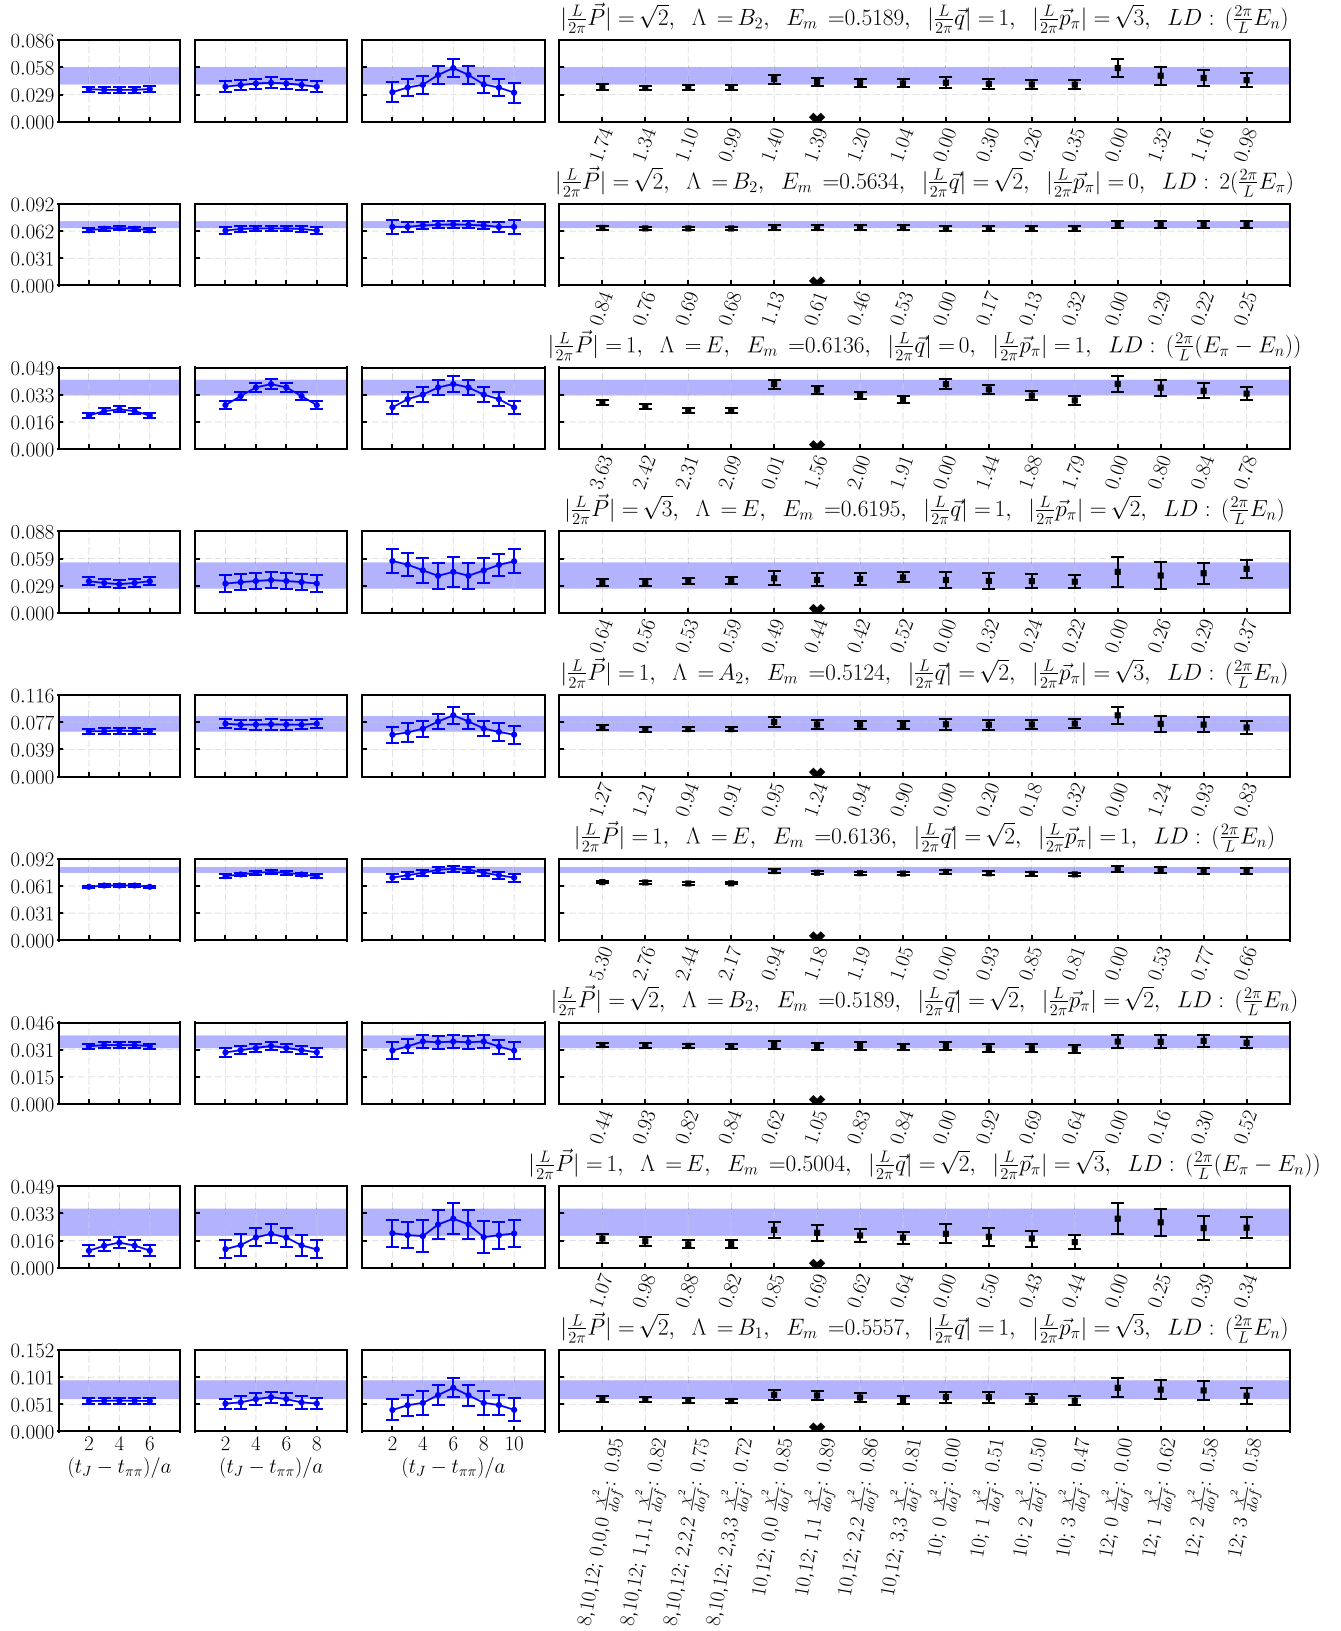 |L/2π P⃗| = √2, Λ = B₂, E_m = 0.5189, |L/2π q⃗| = 1, |L/2π p⃗_π| = √3, LD : (2π/L E_n)
0.086
0.058
0.029
0.000
1.74 1.34 1.10 0.99 1.40 1.39 1.20 1.04 0.00 0.30 0.26 0.35 0.00 1.32 1.16 0.98
|L/2π P⃗| = √2, Λ = B₂, E_m = 0.5634, |L/2π q⃗| = √2, |L/2π p⃗_π| = 0, LD : 2(2π/L E_π)
0.092
0.062
0.031
0.000
0.84 0.76 0.69 0.68 1.13 0.61 0.46 0.53 0.00 0.17 0.13 0.32 0.00 0.29 0.22 0.25
|L/2π P⃗| = 1, Λ = E, E_m = 0.6136, |L/2π q⃗| = 0, |L/2π p⃗_π| = 1, LD : (2π/L (E_π − E_n))
0.049
0.033
0.016
0.000
3.63 2.42 2.31 2.09 0.01 1.56 2.00 1.91 0.00 1.44 1.88 1.79 0.00 0.80 0.84 0.78
|L/2π P⃗| = √3, Λ = E, E_m = 0.6195, |L/2π q⃗| = 1, |L/2π p⃗_π| = √2, LD : (2π/L E_n)
0.088
0.059
0.029
0.000
0.64 0.56 0.53 0.59 0.49 0.44 0.42 0.52 0.00 0.32 0.24 0.22 0.00 0.26 0.29 0.37
|L/2π P⃗| = 1, Λ = A₂, E_m = 0.5124, |L/2π q⃗| = √2, |L/2π p⃗_π| = √3, LD : (2π/L E_n)
0.116
0.077
0.039
0.000
1.27 1.21 0.94 0.91 0.95 1.24 0.94 0.90 0.00 0.20 0.18 0.32 0.00 1.24 0.93 0.83
|L/2π P⃗| = 1, Λ = E, E_m = 0.6136, |L/2π q⃗| = √2, |L/2π p⃗_π| = 1, LD : (2π/L E_n)
0.092
0.061
0.031
0.000
5.30 2.76 2.44 2.17 0.94 1.18 1.19 1.05 0.00 0.93 0.85 0.81 0.00 0.53 0.77 0.66
|L/2π P⃗| = √2, Λ = B₂, E_m = 0.5189, |L/2π q⃗| = √2, |L/2π p⃗_π| = √2, LD : (2π/L E_n)
0.046
0.031
0.015
0.000
0.44 0.93 0.82 0.84 0.62 1.05 0.83 0.84 0.00 0.92 0.69 0.64 0.00 0.16 0.30 0.52
|L/2π P⃗| = 1, Λ = E, E_m = 0.5004, |L/2π q⃗| = √2, |L/2π p⃗_π| = √3, LD : (2π/L (E_π − E_n))
0.049
0.033
0.016
0.000
1.07 0.98 0.88 0.82 0.85 0.69 0.62 0.64 0.00 0.50 0.43 0.44 0.00 0.25 0.39 0.34
|L/2π P⃗| = √2, Λ = B₁, E_m = 0.5557, |L/2π q⃗| = 1, |L/2π p⃗_π| = √3, LD : (2π/L E_n)
0.152
0.101
0.051
0.000
2 4 6
(t_J − t_ππ)/a
2 4 6 8
(t_J − t_ππ)/a
2 4 6 8 10
(t_J − t_ππ)/a
8,10,12; 0,0,0 χ²/dof: 0.95
8,10,12; 1,1,1 χ²/dof: 0.82
8,10,12; 2,2,2 χ²/dof: 0.75
8,10,12; 2,3,3 χ²/dof: 0.72
10,12; 0,0 χ²/dof: 0.85
10,12; 1,1 χ²/dof: 0.89
10,12; 2,2 χ²/dof: 0.86
10,12; 3,3 χ²/dof: 0.81
10; 0 χ²/dof: 0.00
10; 1 χ²/dof: 0.51
10; 2 χ²/dof: 0.50
10; 3 χ²/dof: 0.47
12; 0 χ²/dof: 0.00
12; 1 χ²/dof: 0.62
12; 2 χ²/dof: 0.58
12; 3 χ²/dof: 0.58